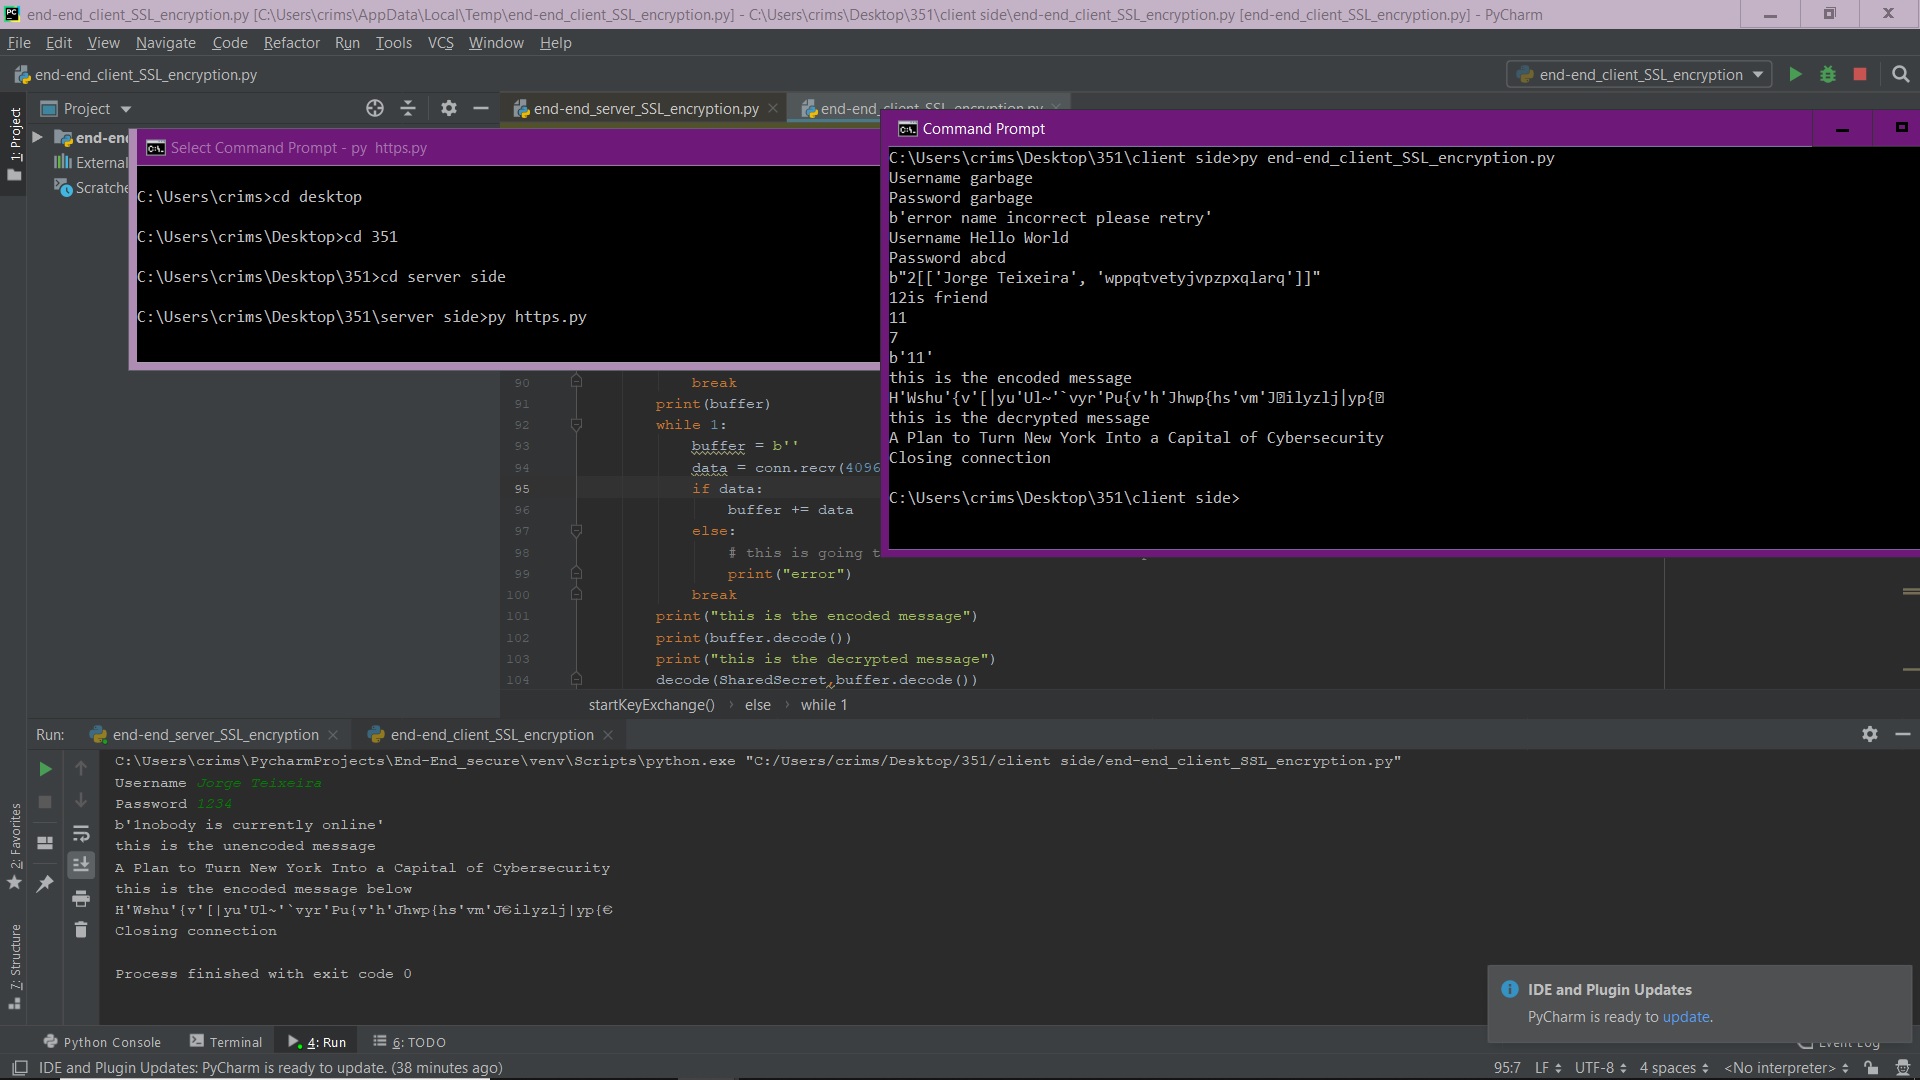 end-end_client_SSL_encryption.py [C:\Users\crims\AppData\Local\Temp\end-end_client_SSL_encryption.py] - C:\Users\crims\Desktop\351\client side\end-end_client_SSL_encryption.py [end-end_client_SSL_encryption.py] - PyCharm
File Edit View Navigate Code Refactor Run Tools VCS Window Help
end-end_client_SSL_encryption.py
end-end_client_SSL_encryption
1: Project
Project
end-end_server_SSL_encryption.py
end-end_client_SSL_encryption.py
External
Select Command Prompt - py https.py
C:\Users\crims>cd desktop
C:\Users\crims\Desktop>cd 351
C:\Users\crims\Desktop\351>cd server side
C:\Users\crims\Desktop\351\server side>py https.py
Command Prompt
C:\Users\crims\Desktop\351\client side>py end-end_client_SSL_encryption.py
Username garbage
Password garbage
b'error name incorrect please retry'
Username Hello World
Password abcd
b"2[['Jorge Teixeira', 'wppqtvetyjvpzpxqlarq']]"
12is friend
11
7
b'11'
this is the encoded message
H'Wshu'{v'[|yu'Ul~'`vyr'Pu{v'h'Jhwp{hs'vm'J�ilyzlj|yp{�
this is the decrypted message
A Plan to Turn New York Into a Capital of Cybersecurity
Closing connection
C:\Users\crims\Desktop\351\client side>
90 break
91 print(buffer)
92 while 1:
93 buffer = b''
94 data = conn.recv(4096
95 if data:
96 buffer += data
97 else:
98 # this is going t
99 print("error")
100 break
101 print("this is the encoded message")
102 print(buffer.decode())
103 print("this is the decrypted message")
104 decode(SharedSecret,buffer.decode())
startKeyExchange() › else › while 1
Run: end-end_server_SSL_encryption end-end_client_SSL_encryption
C:\Users\crims\PycharmProjects\End-End_secure\venv\Scripts\python.exe "C:/Users/crims/Desktop/351/client side/end-end_client_SSL_encryption.py"
Username Jorge Teixeira
Password 1234
b'1nobody is currently online'
this is the unencoded message
A Plan to Turn New York Into a Capital of Cybersecurity
this is the encoded message below
H'Wshu'{v'[|yu'Ul~'`vyr'Pu{v'h'Jhwp{hs'vm'J€ilyzlj|yp{€
Closing connection
Process finished with exit code 0
2: Favorites
7: Structure
IDE and Plugin Updates
PyCharm is ready to update.
Python Console Terminal 4: Run 6: TODO Event Log
IDE and Plugin Updates: PyCharm is ready to update. (38 minutes ago)
95:7 LF UTF-8 4 spaces <No interpreter>